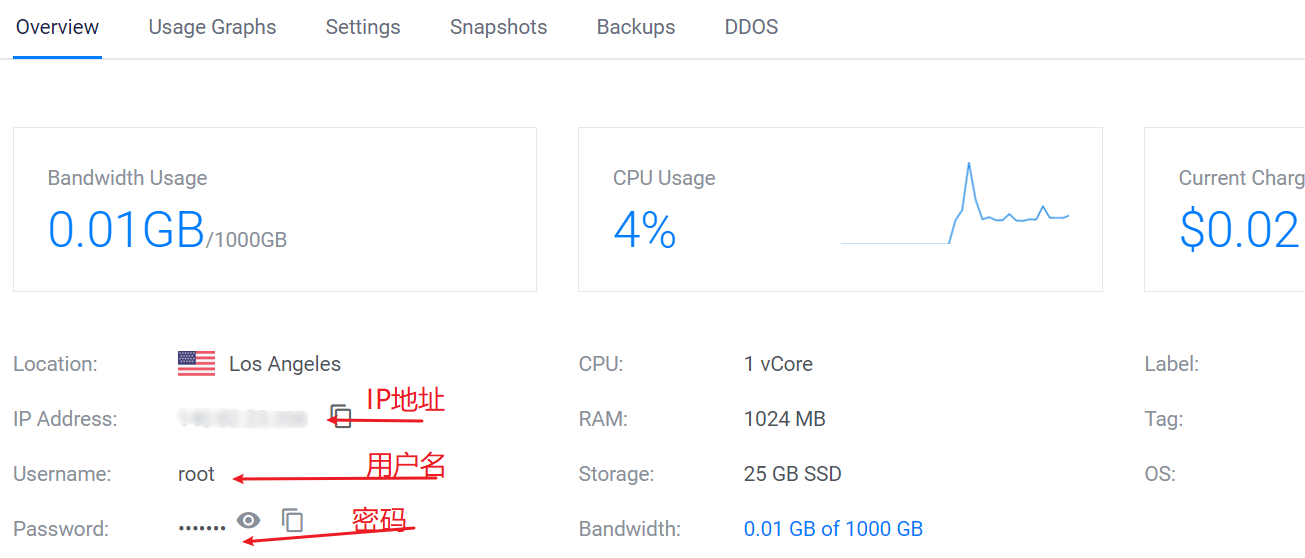 Overview Usage Graphs Settings Snapshots Backups DDOS
Bandwidth Usage
0.01GB/1000GB
CPU Usage
4%
Current Charg
$0.02
Location: Los Angeles
CPU: 1 vCore
Label:
IP地址
IP Address:
RAM: 1024 MB
Tag:
用户名
Username: root
Storage: 25 GB SSD
OS:
密码
Password: •••••••
Bandwidth: 0.01 GB of 1000 GB